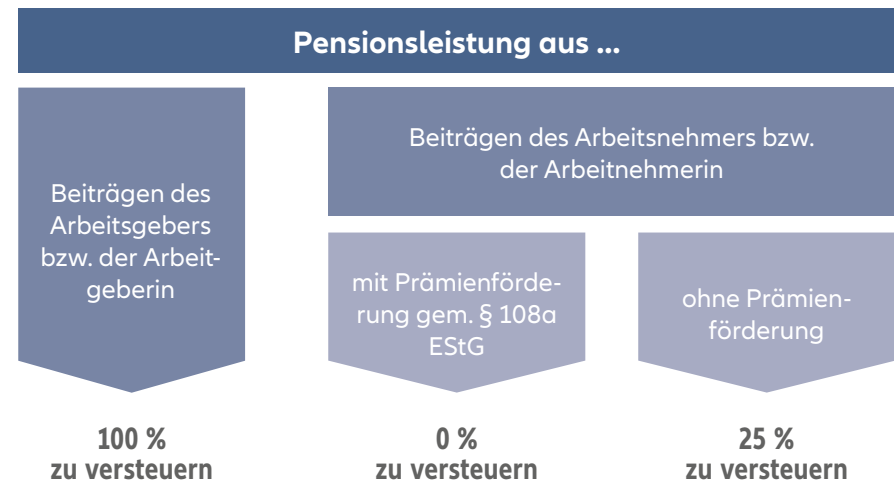 Pensionsleistung aus ...
Beiträgen des
Arbeitsgebers
bzw. der Arbeit-
geberin
Beiträgen des Arbeitsnehmers bzw.
der Arbeitnehmerin
mit Prämienförde-
rung gem. § 108a
EStG
ohne Prämien-
förderung
100 %
zu versteuern
0 %
zu versteuern
25 %
zu versteuern